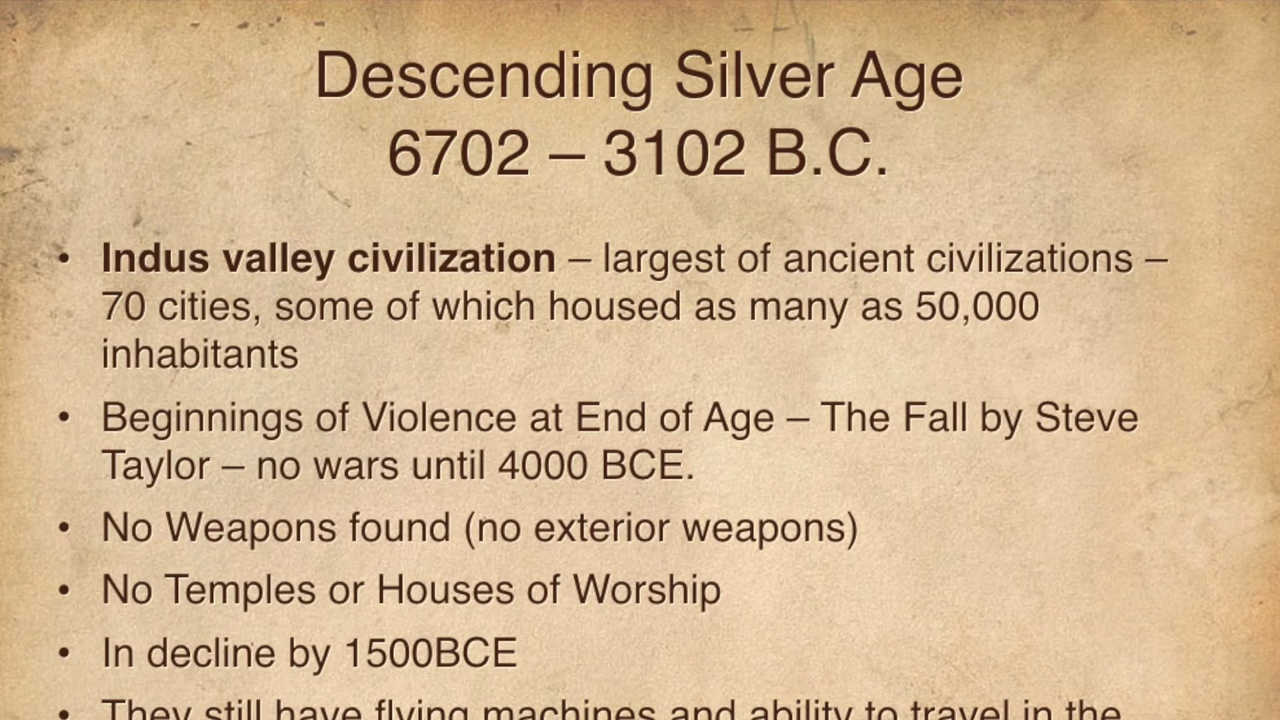 Descending Silver Age
6702 – 3102 B.C.
• Indus valley civilization – largest of ancient civilizations –
70 cities, some of which housed as many as 50,000
inhabitants
• Beginnings of Violence at End of Age – The Fall by Steve
Taylor – no wars until 4000 BCE.
• No Weapons found (no exterior weapons)
• No Temples or Houses of Worship
• In decline by 1500BCE
• They still have flying machines and ability to travel in the